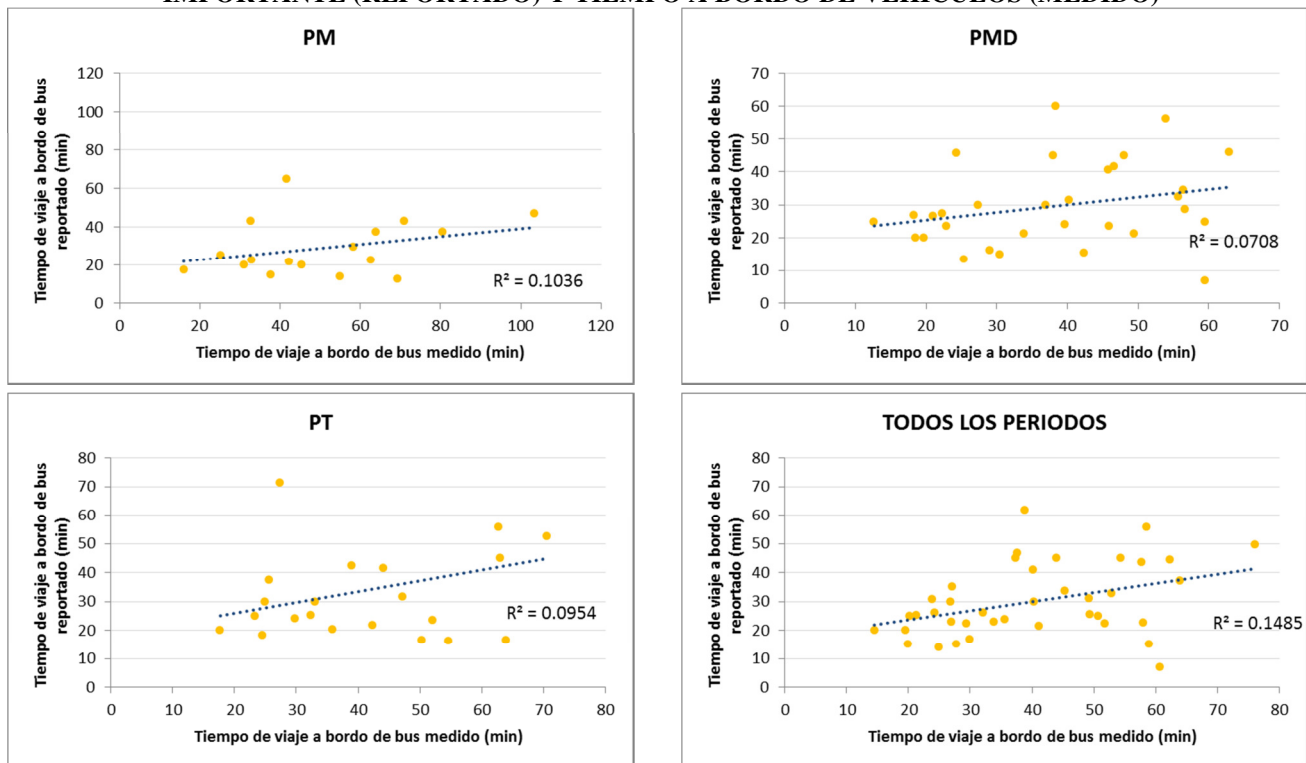 IMPORTANTE (REPORTADO) Y TIEMPO A BORDO DE VEHÍCULOS (MEDIDO)
PM
Tiempo de viaje a bordo de bus
reportado (min)
120
100
80
60
40
20
0
R² = 0.1036
0 20 40 60 80 100 120
Tiempo de viaje a bordo de bus medido (min)
PMD
Tiempo de viaje a bordo de bus
reportado (min)
70
60
50
40
30
20
10
0
R² = 0.0708
0 10 20 30 40 50 60 70
Tiempo de viaje a bordo de bus medido (min)
PT
Tiempo de viaje a bordo de bus
reportado (min)
80
70
60
50
40
30
20
10
0
R² = 0.0954
0 10 20 30 40 50 60 70 80
Tiempo de viaje a bordo de bus medido (min)
TODOS LOS PERIODOS
Tiempo de viaje a bordo de bus
reportado (min)
80
70
60
50
40
30
20
10
0
R² = 0.1485
0 10 20 30 40 50 60 70 80
Tiempo de viaje a bordo de bus medido (min)